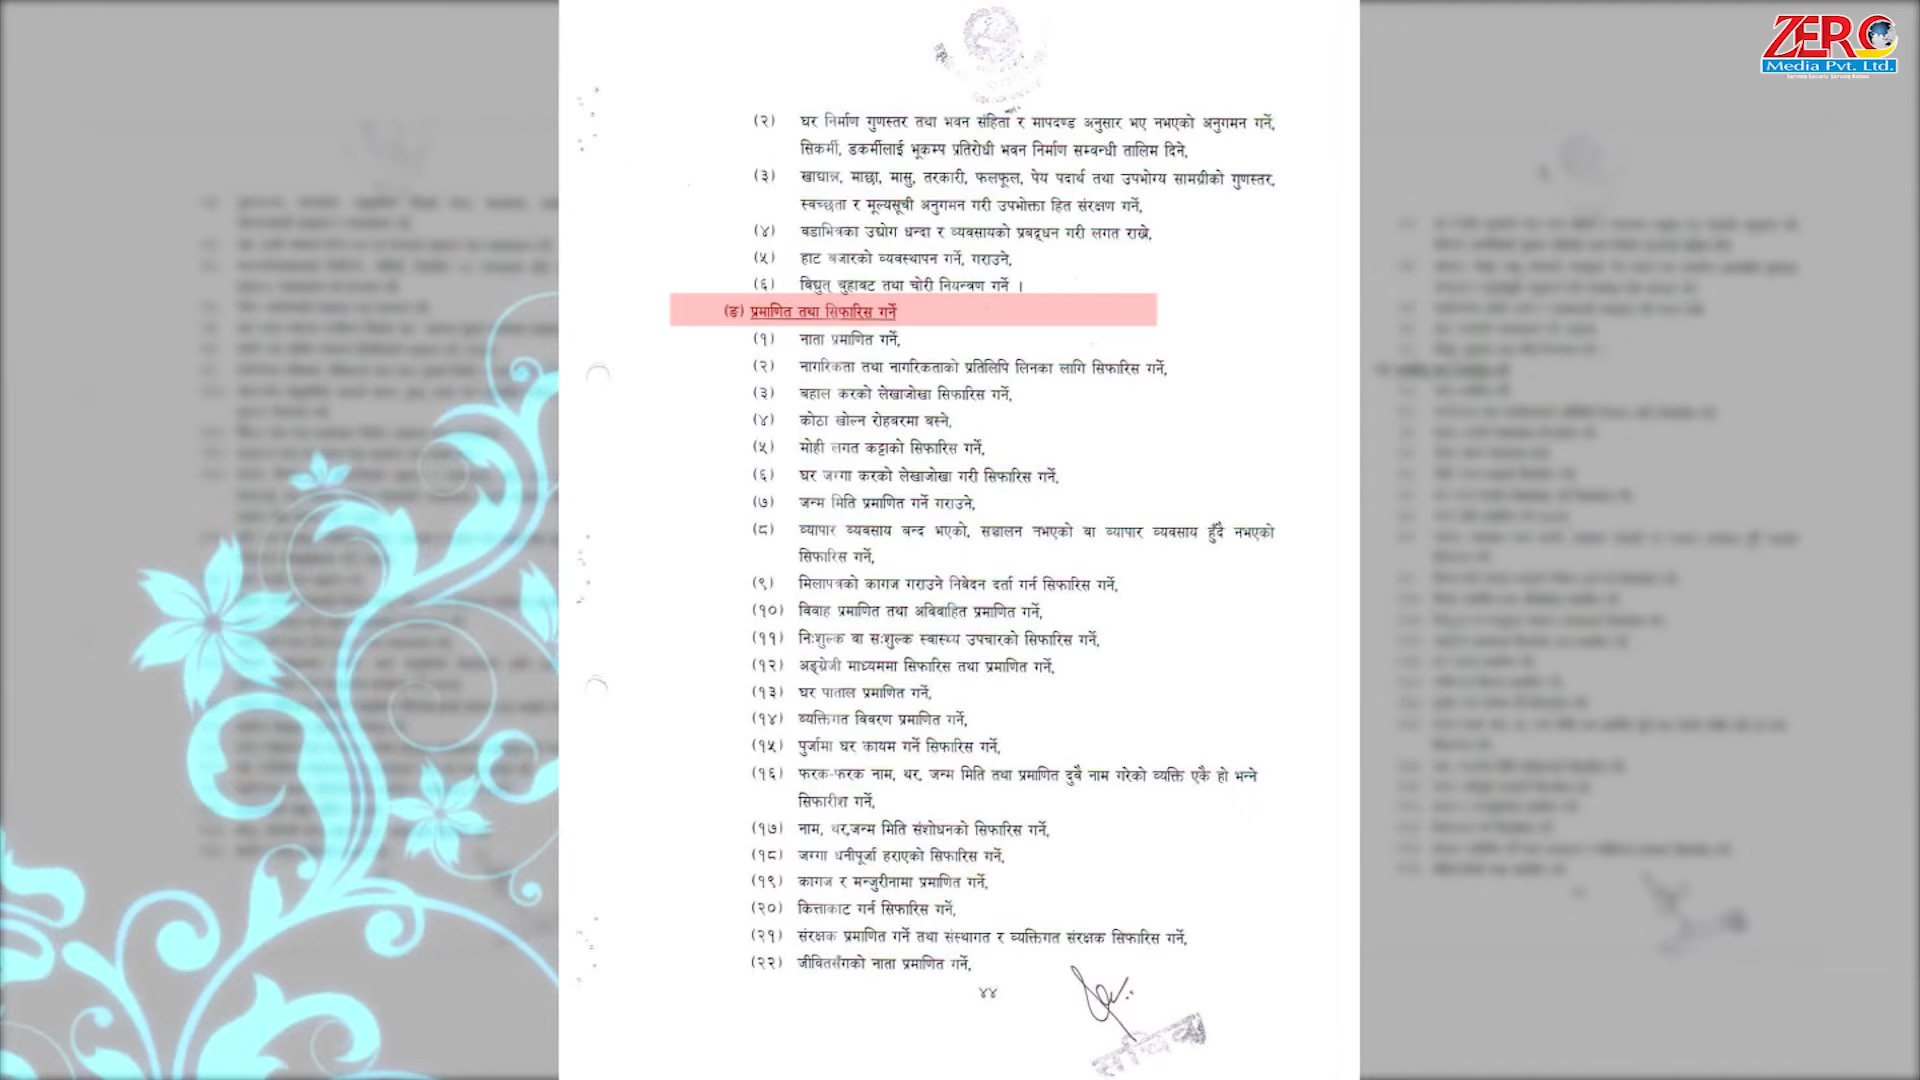 ZERO
Media Pvt. Ltd.
(२) घर निर्माण गुणस्तर तथा भवन संहिता र मापदण्ड अनुसार भए नभएको अनुगमन गर्ने,
सिकर्मी, डकर्मीलाई भूकम्प प्रतिरोधी भवन निर्माण सम्बन्धी तालिम दिने,
(३) खाद्यान्न, माछा, मासु, तरकारी, फलफूल, पेय पदार्थ तथा उपभोग्य सामग्रीको गुणस्तर,
स्वच्छता र मूल्यसूची अनुगमन गरी उपभोक्ता हित संरक्षण गर्ने,
(४) वडाभित्रका उद्योग धन्दा र व्यवसायको प्रबद्र्धन गरी लगत राख्ने,
(५) हाट बजारको व्यवस्थापन गर्ने, गराउने,
(६) विद्युत् चुहावट तथा चोरी नियन्त्रण गर्ने ।
(ङ) प्रमाणित तथा सिफारिस गर्ने
(१) नाता प्रमाणित गर्ने,
(२) नागरिकता तथा नागरिकताको प्रतिलिपि लिनका लागि सिफारिस गर्ने,
(३) बहाल करको लेखाजोखा सिफारिस गर्ने,
(४) कोठा खोल्न रोहबरमा बस्ने,
(५) मोही लगत कट्टाको सिफारिस गर्ने,
(६) घर जग्गा करको लेखाजोखा गरी सिफारिस गर्ने,
(७) जन्म मिति प्रमाणित गर्ने गराउने,
(८) व्यापार व्यवसाय बन्द भएको, सञ्चालन नभएको वा व्यापार व्यवसाय हुँदै नभएको
सिफारिस गर्ने,
(९) मिलापत्रको कागज गराउने निवेदन दर्ता गर्न सिफारिस गर्ने,
(१०) विवाह प्रमाणित तथा अविवाहित प्रमाणित गर्ने,
(११) निःशुल्क वा सःशुल्क स्वास्थ्य उपचारको सिफारिस गर्ने,
(१२) अङ्ग्रेजी माध्यममा सिफारिस तथा प्रमाणित गर्ने,
(१३) घर पाताल प्रमाणित गर्ने,
(१४) व्यक्तिगत विवरण प्रमाणित गर्ने,
(१५) पुर्जामा घर कायम गर्ने सिफारिस गर्ने,
(१६) फरक-फरक नाम, थर, जन्म मिति तथा प्रमाणित दुवै नाम गरेको व्यक्ति एकै हो भन्ने
सिफारीश गर्ने,
(१७) नाम, थर,जन्म मिति संशोधनको सिफारिस गर्ने,
(१८) जग्गा धनीपूर्जा हराएको सिफारिस गर्ने,
(१९) कागज र मन्जुरीनामा प्रमाणित गर्ने,
(२०) कित्ताकाट गर्न सिफारिस गर्ने,
(२१) संरक्षक प्रमाणित गर्ने तथा संस्थागत र व्यक्तिगत संरक्षक सिफारिस गर्ने,
(२२) जीवितसँगको नाता प्रमाणित गर्ने,
४४
सचिव